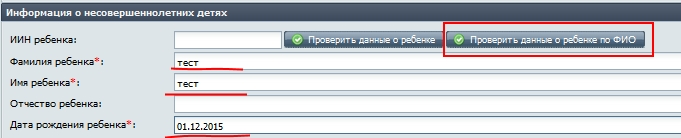 Информация о несовершеннолетних детях
ИИН ребенка: Проверить данные о ребенке Проверить данные о ребенке по ФИО
Фамилия ребенка*: тест
Имя ребенка*: тест
Отчество ребенка:
Дата рождения ребенка*: 01.12.2015